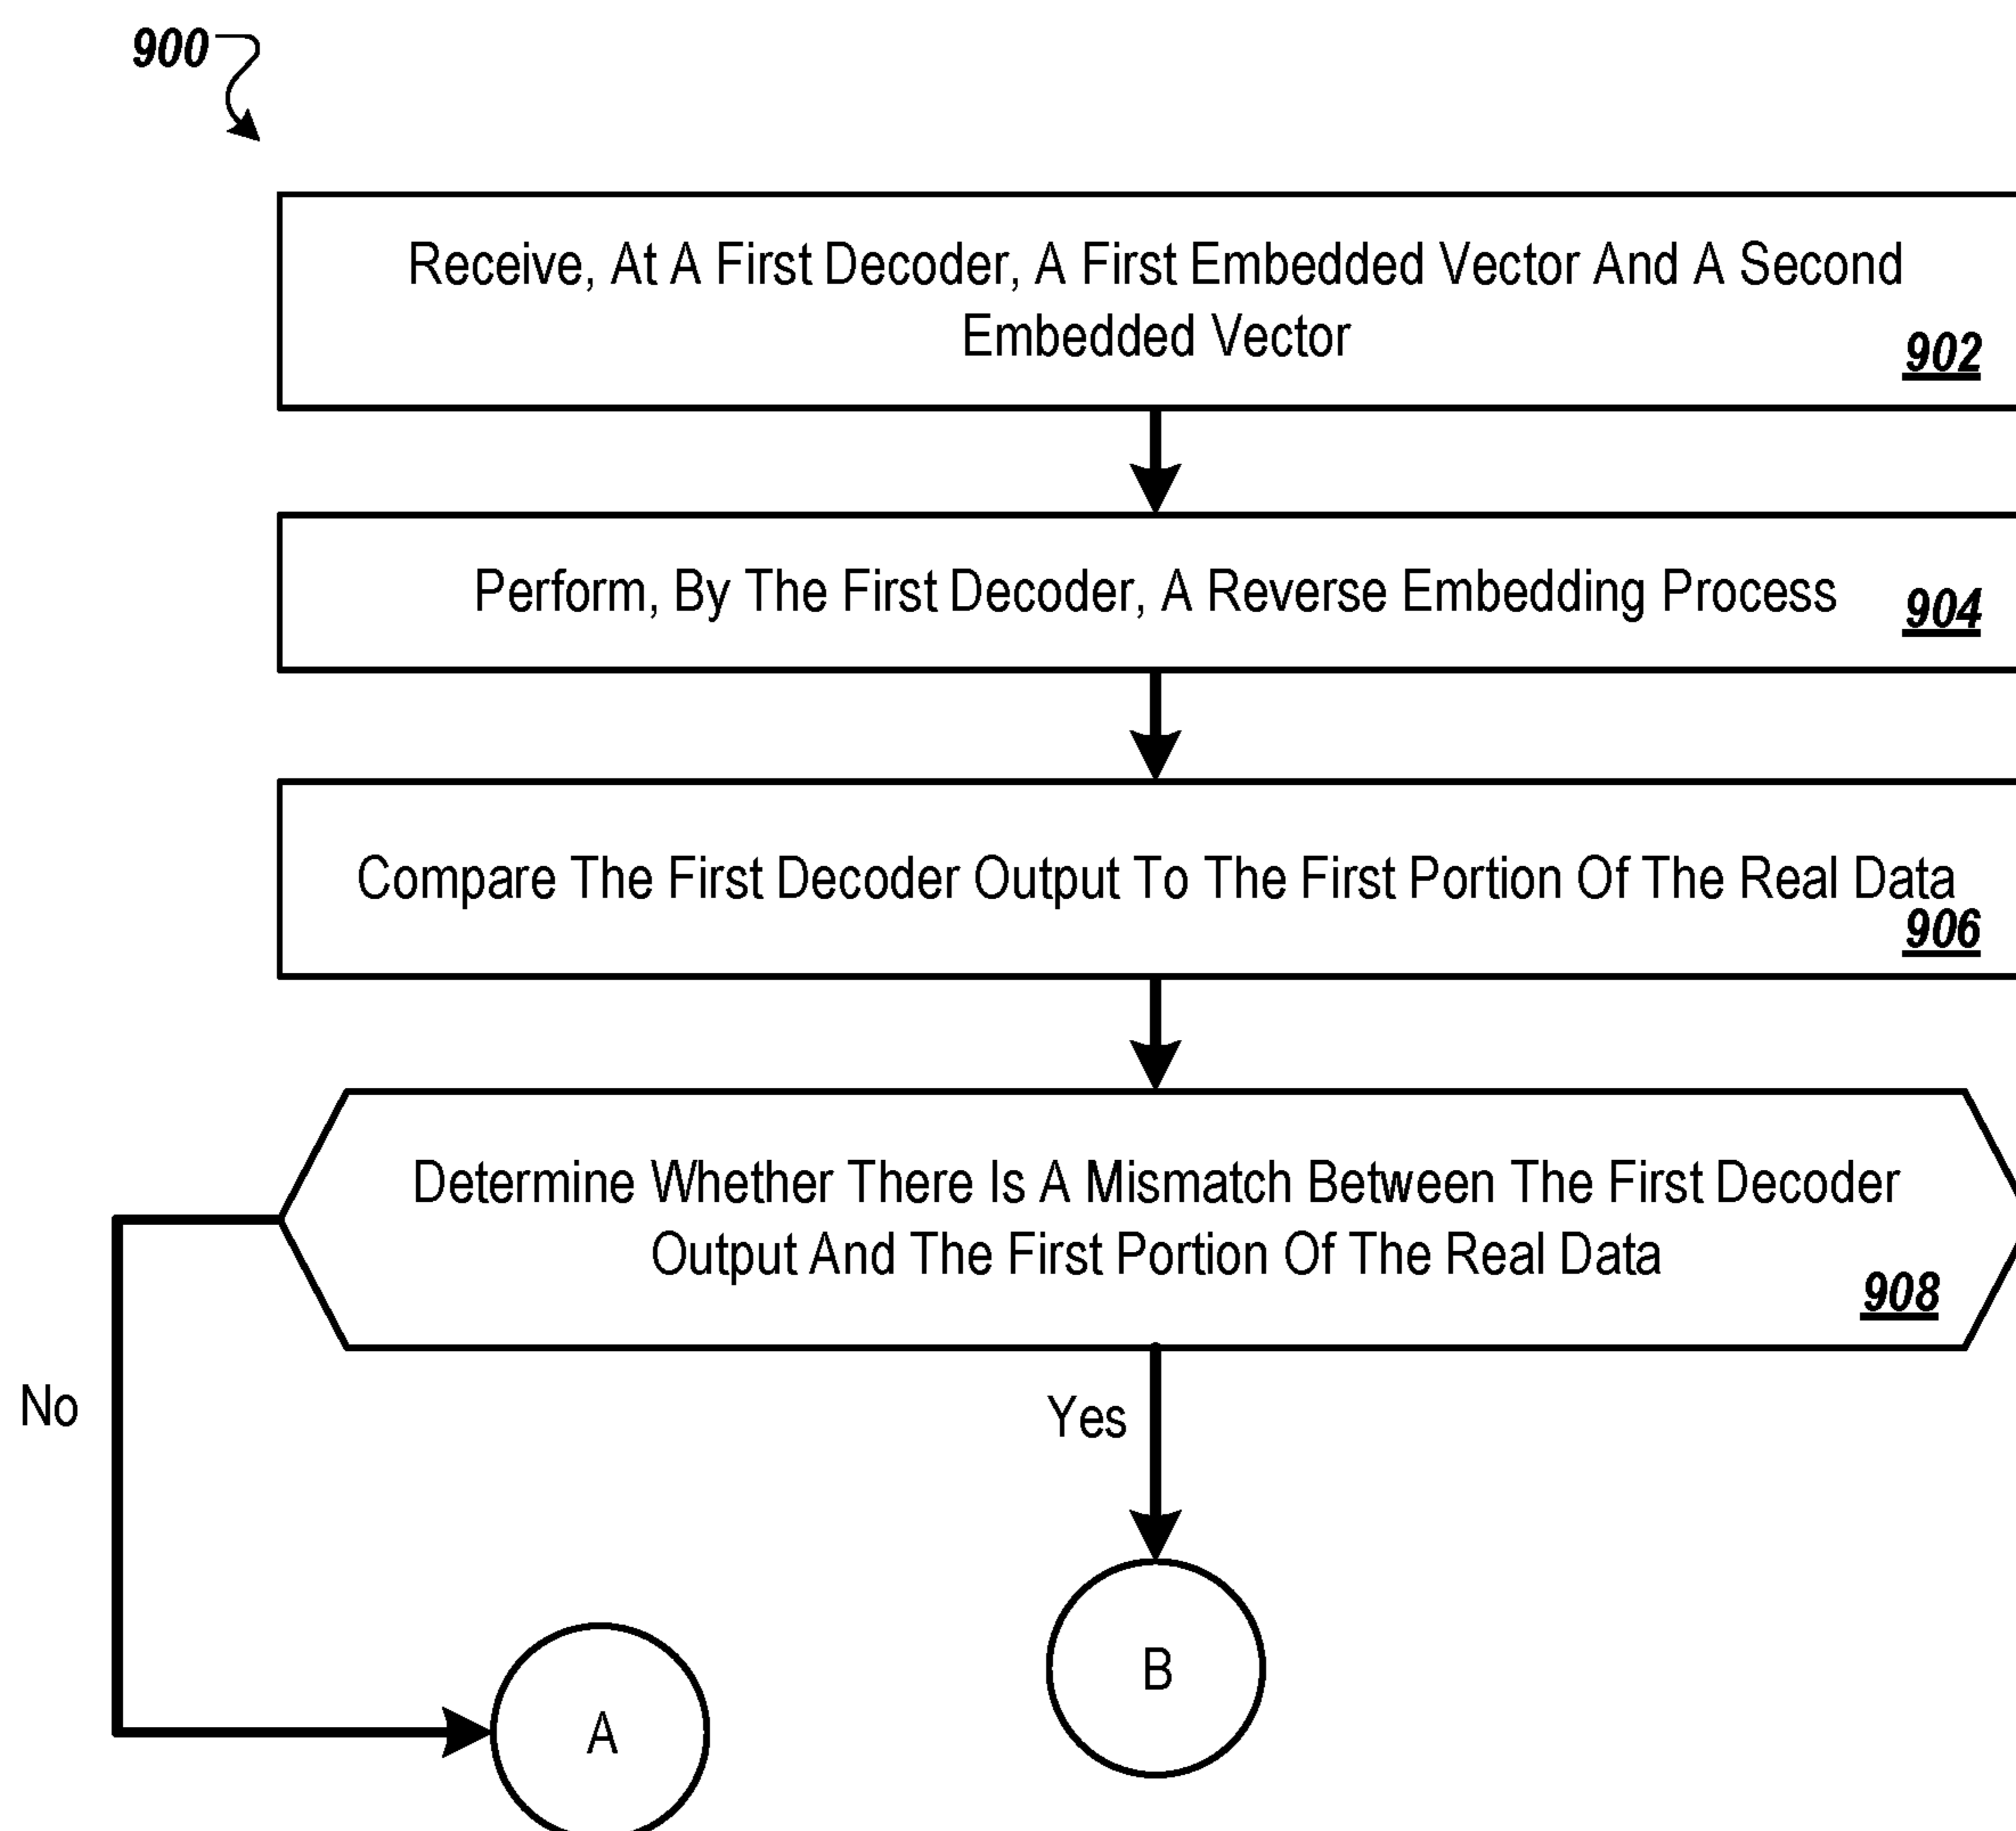 900
Receive, At A First Decoder, A First Embedded Vector And A Second
Embedded Vector
902
Perform, By The First Decoder, A Reverse Embedding Process
904
Compare The First Decoder Output To The First Portion Of The Real Data
906
Determine Whether There Is A Mismatch Between The First Decoder
Output And The First Portion Of The Real Data
908
No
Yes
B
A